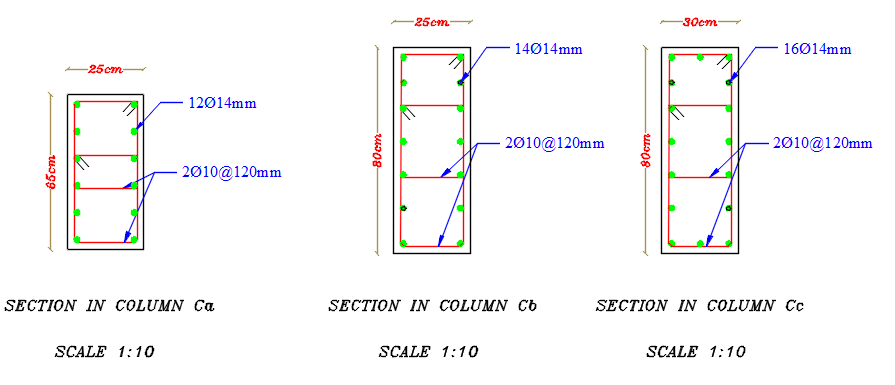 25cm
12Ø14mm
65cm
2Ø10@120mm
SECTION IN COLUMN Ca
SCALE 1:10
25cm
14Ø14mm
80cm
2Ø10@120mm
SECTION IN COLUMN Cb
SCALE 1:10
30cm
16Ø14mm
80cm
2Ø10@120mm
SECTION IN COLUMN Cc
SCALE 1:10